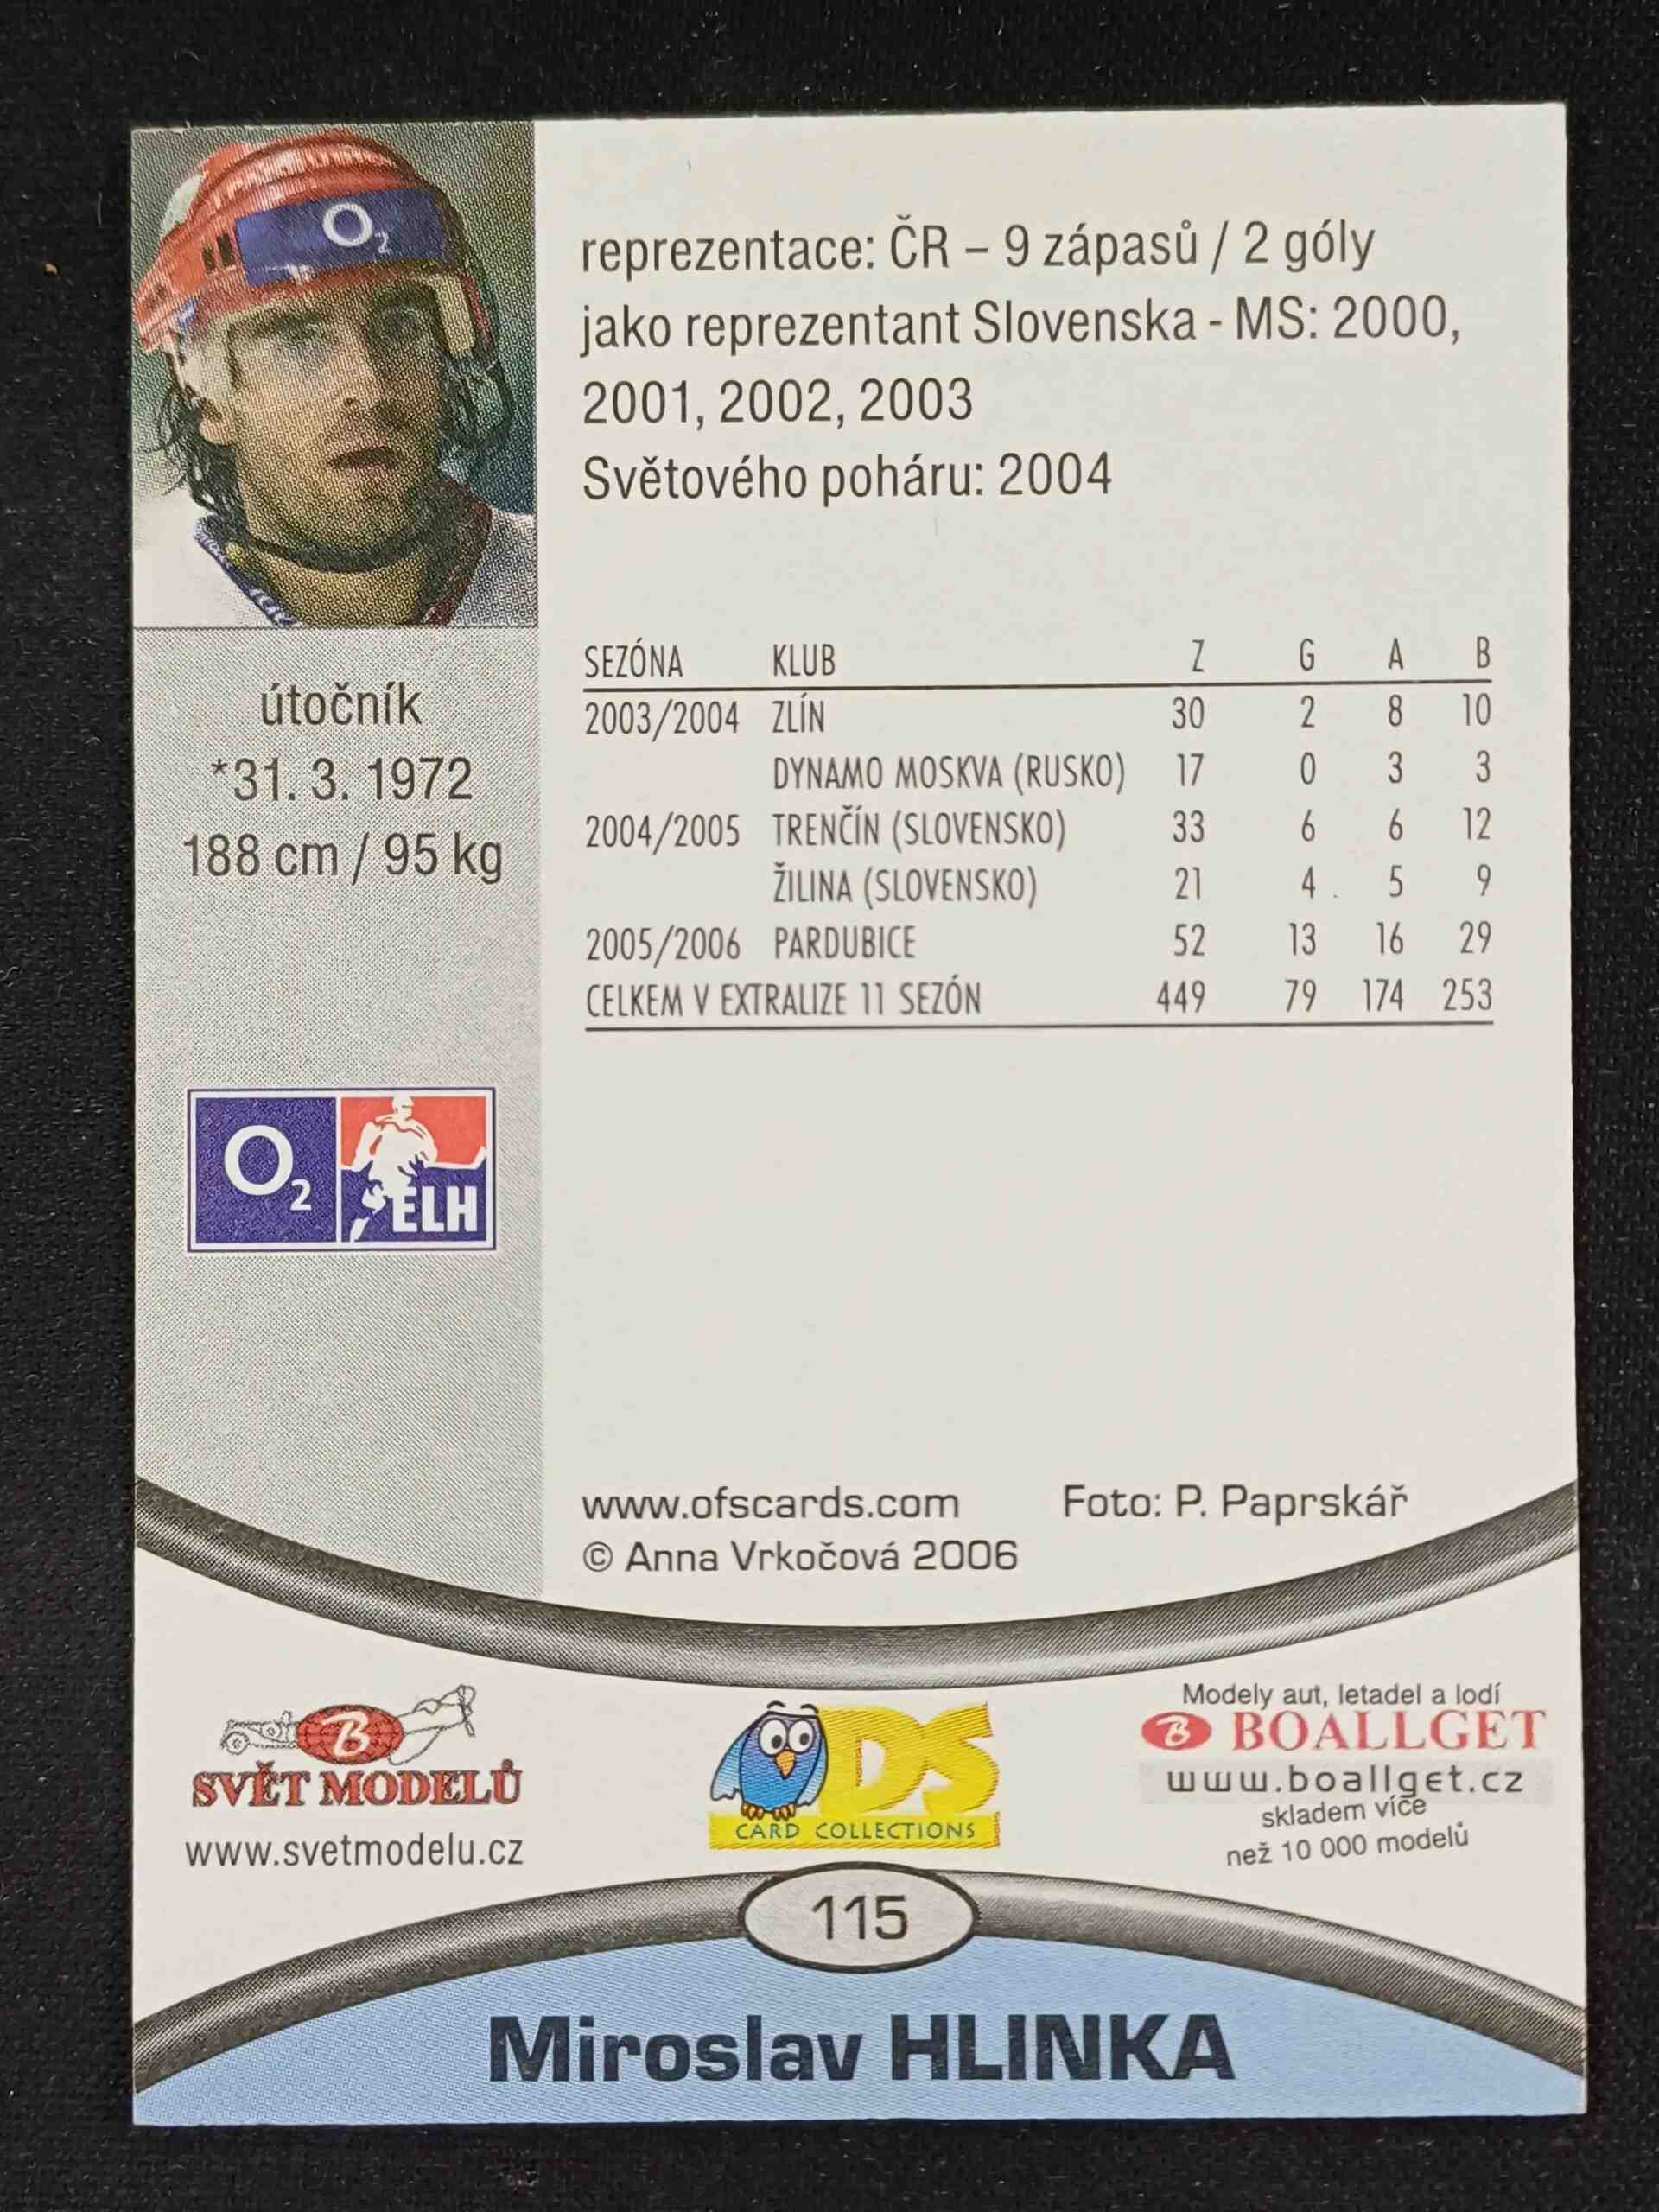 O2
reprezentace: ČR – 9 zápasů / 2 góly
jako reprezentant Slovenska - MS: 2000,
2001, 2002, 2003
Světového poháru: 2004
útočník
*31. 3. 1972
188 cm / 95 kg
SEZÓNA KLUB Z G A B
2003/2004 ZLÍN 30 2 8 10
DYNAMO MOSKVA (RUSKO) 17 0 3 3
2004/2005 TRENČÍN (SLOVENSKO) 33 6 6 12
ŽILINA (SLOVENSKO) 21 4 5 9
2005/2006 PARDUBICE 52 13 16 29
CELKEM V EXTRALIZE 11 SEZÓN 449 79 174 253
O2 ELH
www.ofscards.com Foto: P. Paprskář
© Anna Vrkočová 2006
B
SVĚT MODELŮ
www.svetmodelu.cz
DS
CARD COLLECTIONS
Modely aut, letadel a lodí
B BOALLGET
www.boallget.cz
skladem více
než 10 000 modelů
115
Miroslav HLINKA